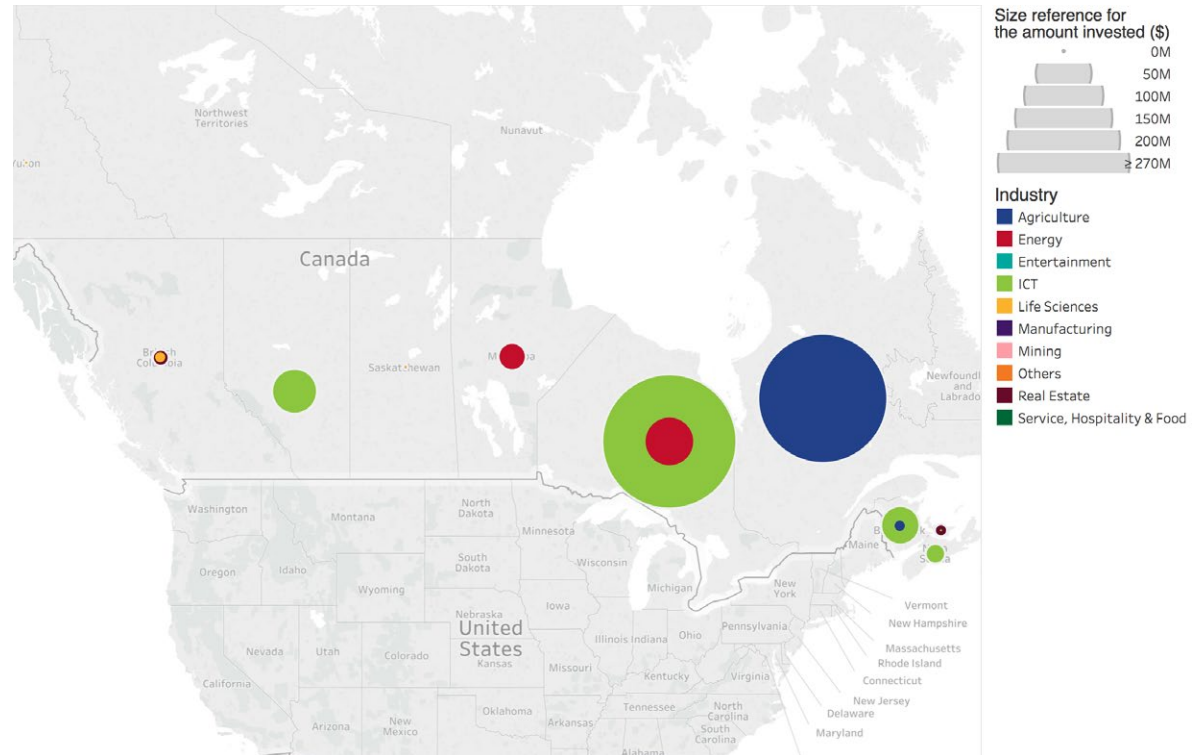 Size reference for
the amount invested ($)
0M
50M
100M
150M
200M
≥ 270M
Industry
Agriculture
Energy
Entertainment
ICT
Life Sciences
Manufacturing
Mining
Others
Real Estate
Service, Hospitality & Food
Northwest
Territories
Nunavut
Canada
Newfoundl
and
Labrado
Washington
Montana
North
Dakota
Minnesota
Oregon
Idaho
South
Dakota
Wisconsin
Michigan
Maine
New
York
Wyoming
Iowa
Nebraska
United
States
Nevada
Utah
Colorado
Kansas
Missouri
Illinois
Indiana
Ohio
Pennsylvania
Vermont
New Hampshire
Massachusetts
Rhode Island
Connecticut
New Jersey
Delaware
Maryland
California
Kentucky
Virginia
Arizona
New
Mexico
Oklahoma
Arkansas
Tennessee
North
Carolina
South
Carolina
Alabama